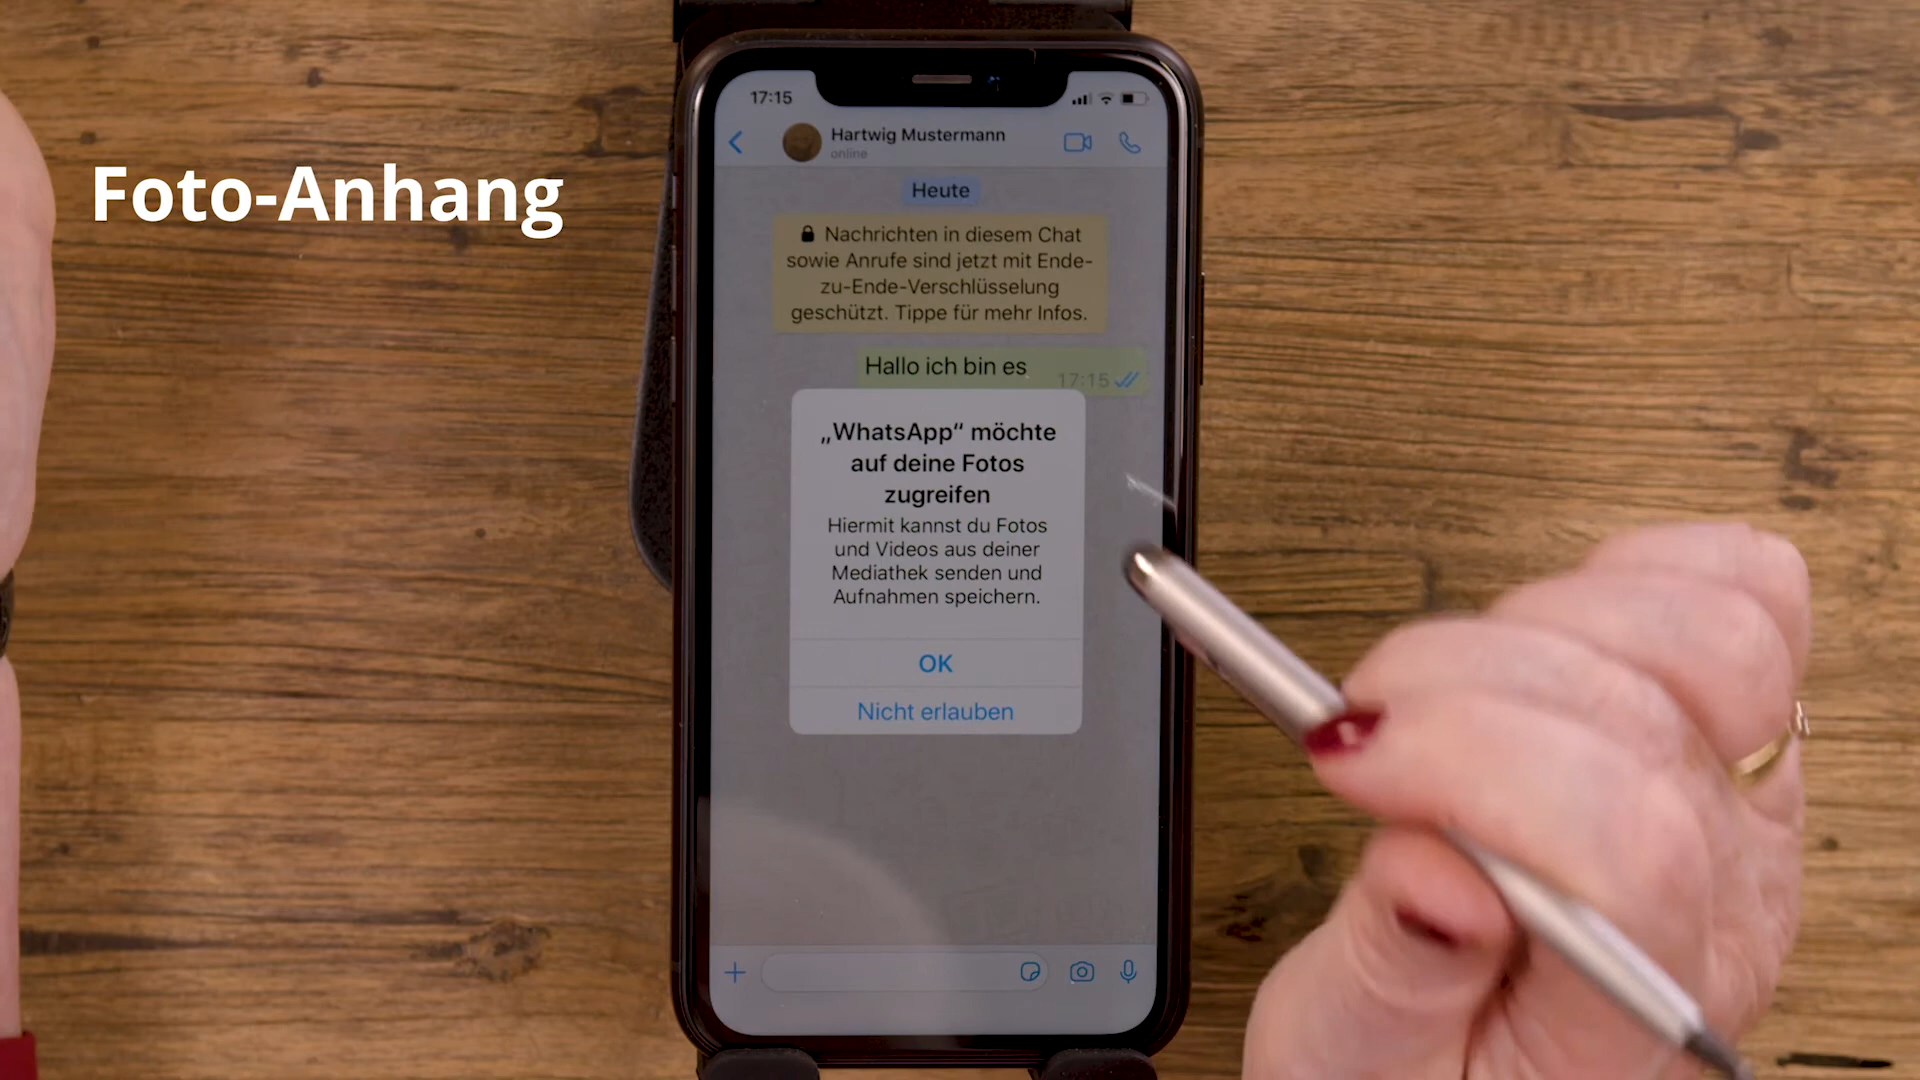 Foto-Anhang
17:15
Hartwig Mustermann
online
Heute
Nachrichten in diesem Chat
sowie Anrufe sind jetzt mit Ende-
zu-Ende-Verschlüsselung
geschützt. Tippe für mehr Infos.
Hallo ich bin es
17:15
„WhatsApp“ möchte
auf deine Fotos
zugreifen
Hiermit kannst du Fotos
und Videos aus deiner
Mediathek senden und
Aufnahmen speichern.
OK
Nicht erlauben